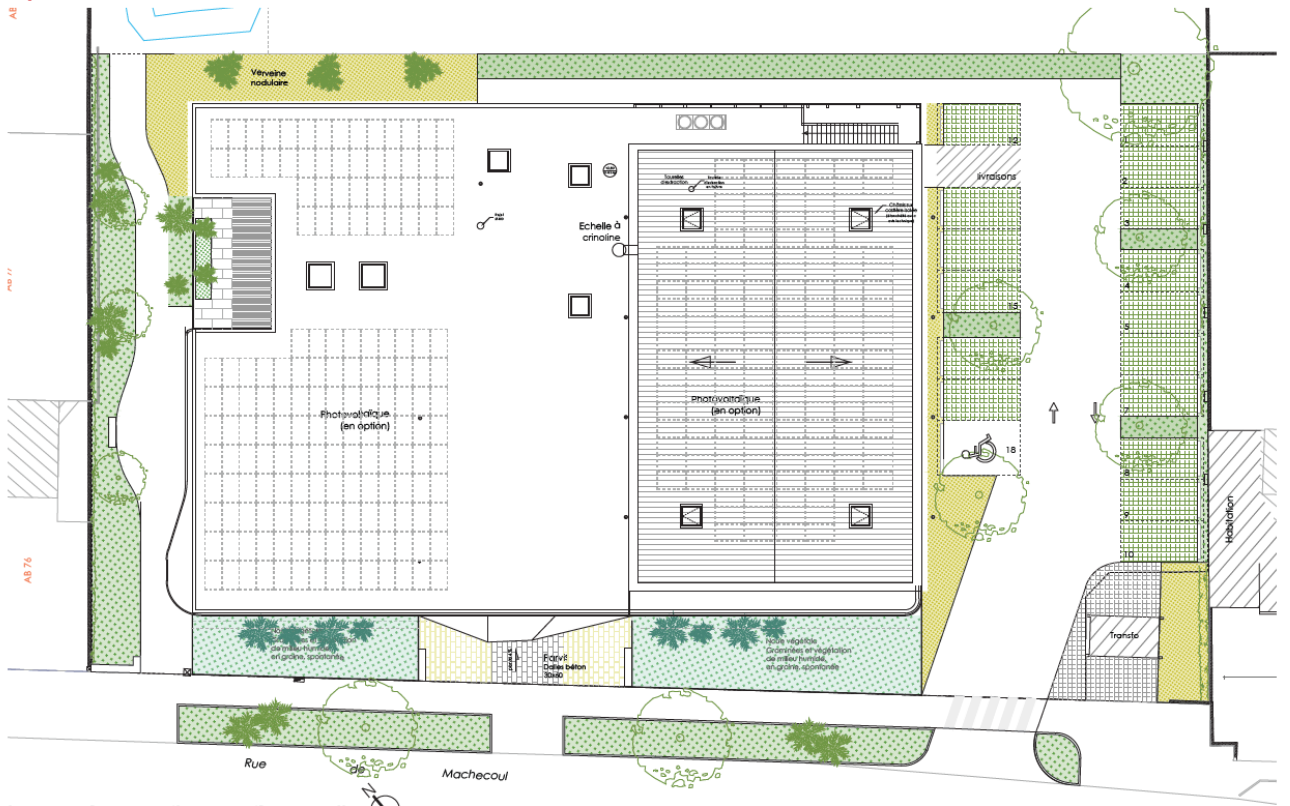 AB
Verveine
nodulaire
12
livraisons
2
3
Echelle à
crinoline
4
15
5
7
Photovoltaïque
(en option)
Photovoltaïque
(en option)
18
8
9
Habitation
10
AB 76
Transfo
Noue végétale
Graminées et végétation
de milieu humide,
en graine, spontanée
de milieu humide,
en graine, spontanée
Parvis
Dalles béton
30x60
Rue
de
Machecoul
N